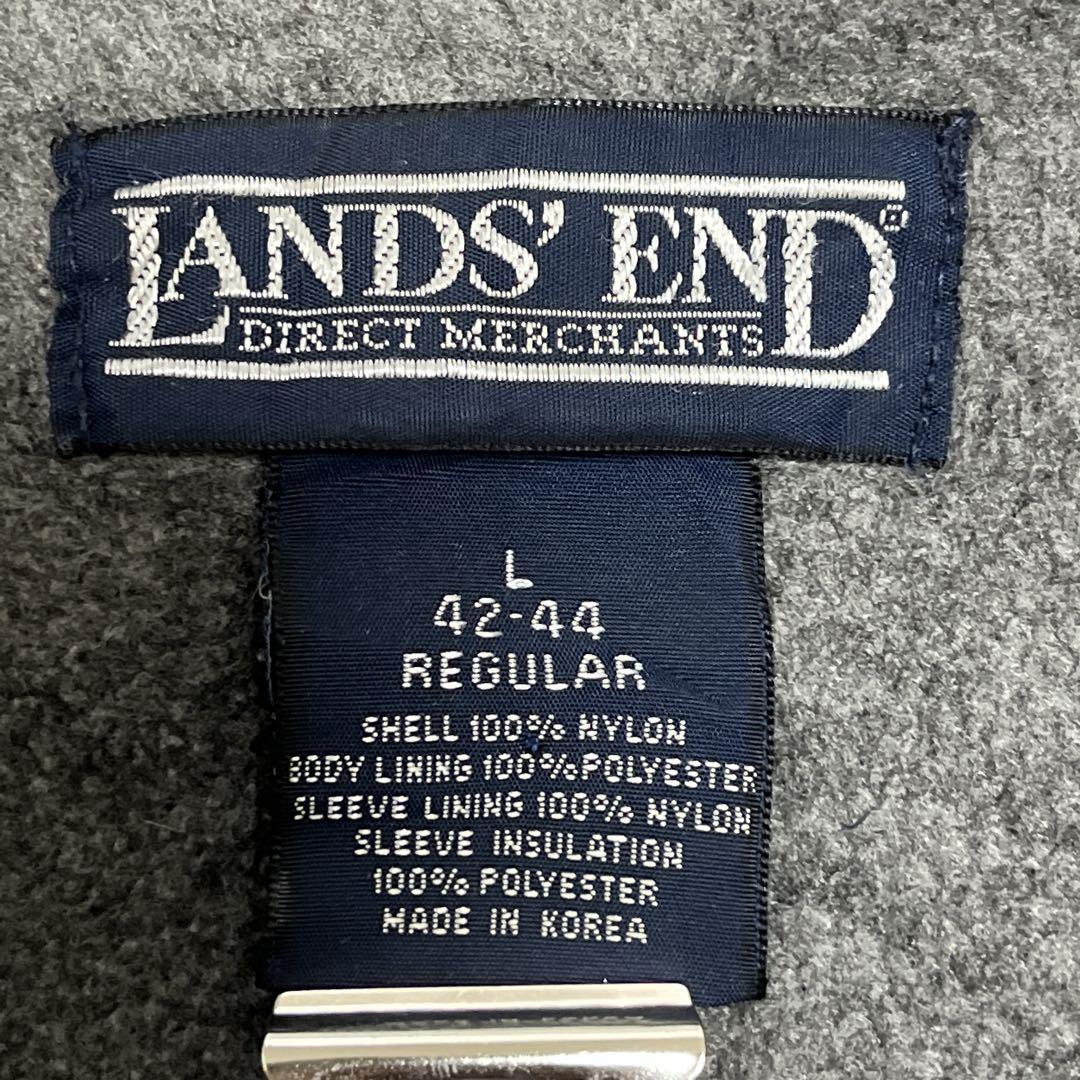 LANDS' END®
DIRECT MERCHANTS
L
42-44
REGULAR
SHELL 100% NYLON
BODY LINING 100% POLYESTER
SLEEVE LINING 100% NYLON
SLEEVE INSULATION
100% POLYESTER
MADE IN KOREA